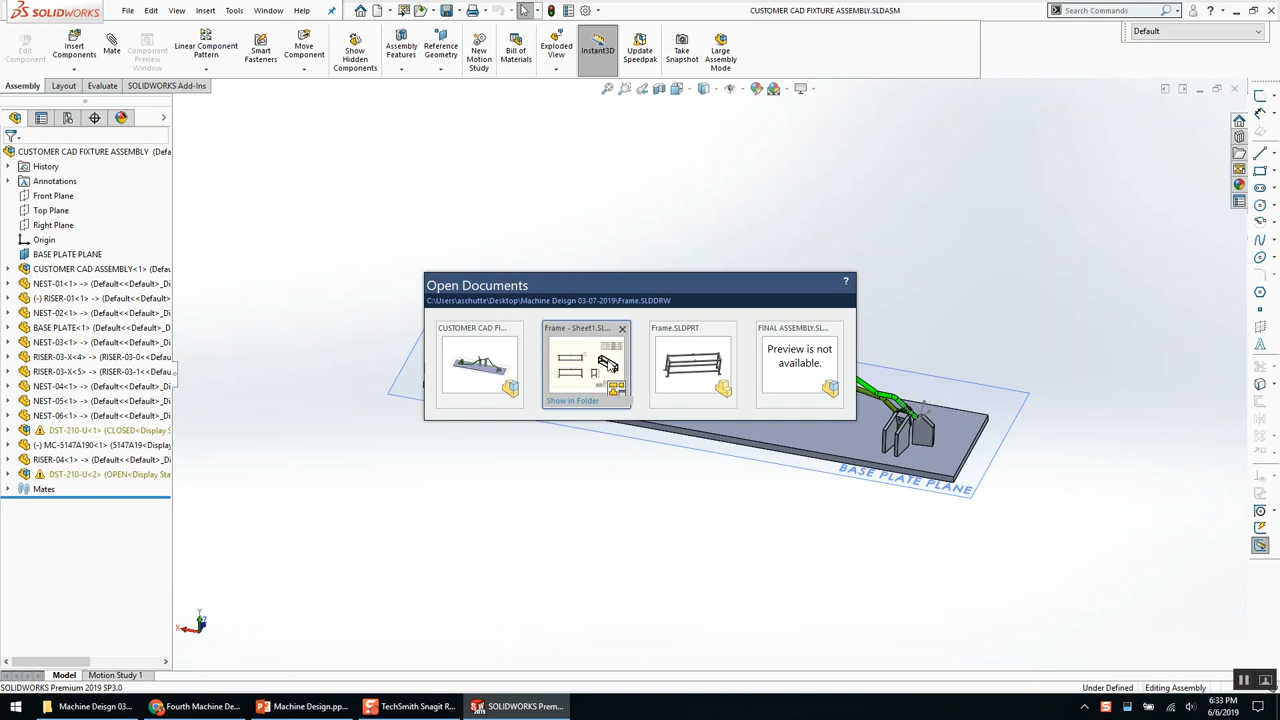 SOLIDWORKS
File Edit View Insert Tools Window Help
CUSTOMER CAD FIXTURE ASSEMBLY.SLDASM
Search Commands
Edit Component
Insert Components
Mate
Component Preview Window
Linear Component Pattern
Smart Fasteners
Move Component
Show Hidden Components
Assembly Features
Reference Geometry
New Motion Study
Bill of Materials
Exploded View
Instant3D
Update Speedpak
Take Snapshot
Large Assembly Mode
Default
Assembly Layout Evaluate SOLIDWORKS Add-Ins
CUSTOMER CAD FIXTURE ASSEMBLY (Defa
History
Annotations
Front Plane
Top Plane
Right Plane
Origin
BASE PLATE PLANE
CUSTOMER CAD ASSEMBLY<1> (Defa
NEST-01<1> -> (Default<<Default>_Di
(-) RISER-01<1> -> (Default<<Default>
NEST-02<1> -> (Default<<Default>_Di
BASE PLATE<1> (Default<<Default>_D
RISER-03-X<4> -> (RISER-03-0<<Defa
RISER-03-X<5> -> (RISER-03-1<<Defa
NEST-04<1> -> (Default<<Default>_Di
NEST-05<1> -> (Default<<Default>_Di
NEST-06<1> -> (Default<<Default>_Di
DST-210-U<1> (CLOSED<Display Sta
(-) MC-5147A190<1> (5147A19<Displ
RISER-04<1> -> (Default<<Default>_Di
DST-210-U<2> (OPEN<Display Sta
Mates
Open Documents
?
C:\Users\aschutte\Desktop\Machine Deisgn 03-07-2019\Frame.SLDDRW
CUSTOMER CAD FI...
Frame - Sheet1.SL...
Frame.SLDPRT
FINAL ASSEMBLY.SL...
Preview is not available.
Show in Folder
BASE PLATE PLANE
Y
X
Z
Model Motion Study 1
SOLIDWORKS Premium 2019 SP3.0
Under Defined Editing Assembly
Machine Deisgn 03...
Fourth Machine De...
Machine Design.pp...
TechSmith Snagit R...
SOLIDWORKS Prem...
6:33 PM
6/6/2019